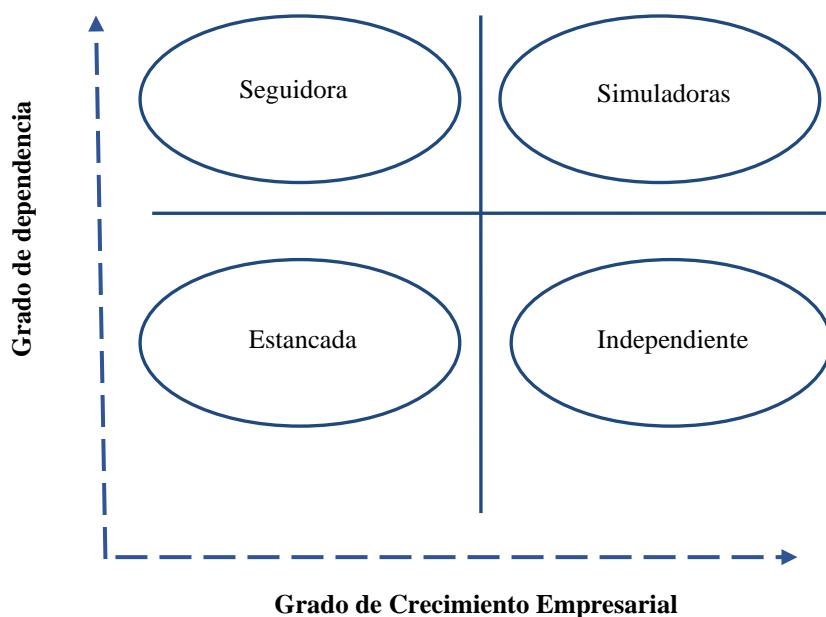 Seguidora
Simuladoras
Grado de dependencia
Estancada
Independiente
Grado de Crecimiento Empresarial